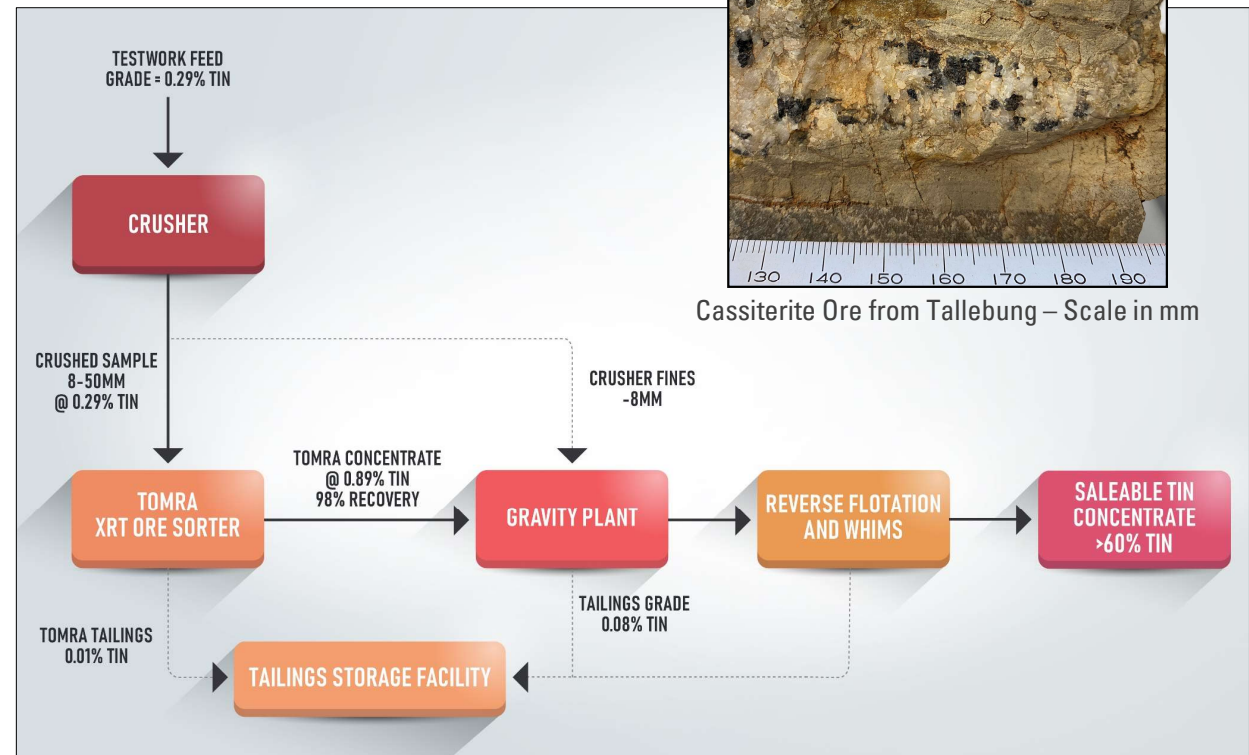 TESTWORK FEED
GRADE = 0.29% TIN
CRUSHER
130 140 150 160 170 180 190
Cassiterite Ore from Tallebung – Scale in mm
CRUSHED SAMPLE
8-50MM
@ 0.29% TIN
CRUSHER FINES
-8MM
TOMRA CONCENTRATE
@ 0.89% TIN
98% RECOVERY
TOMRA
XRT ORE SORTER
GRAVITY PLANT
REVERSE FLOTATION
AND WHIMS
SALEABLE TIN
CONCENTRATE
>60% TIN
TOMRA TAILINGS
0.01% TIN
TAILINGS GRADE
0.08% TIN
TAILINGS STORAGE FACILITY